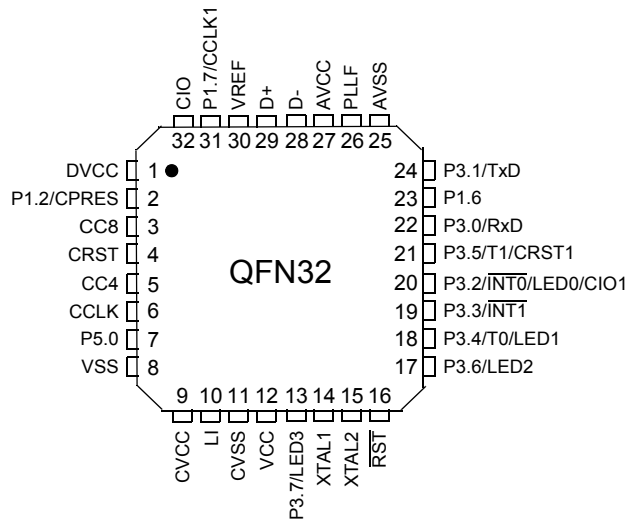 CIO
P1.7/CCLK1
VREF
D+
D-
AVCC
PLLF
AVSS
32 31 30 29 28 27 26 25
DVCC 1 24 P3.1/TxD
P1.2/CPRES 2 23 P1.6
CC8 3 22 P3.0/RxD
CRST 4 21 P3.5/T1/CRST1
QFN32
CC4 5 20 P3.2/INT0/LED0/CIO1
CCLK 6 19 P3.3/INT1
P5.0 7 18 P3.4/T0/LED1
VSS 8 17 P3.6/LED2
9 10 11 12 13 14 15 16
CVCC
LI
CVSS
VCC
P3.7/LED3
XTAL1
XTAL2
RST